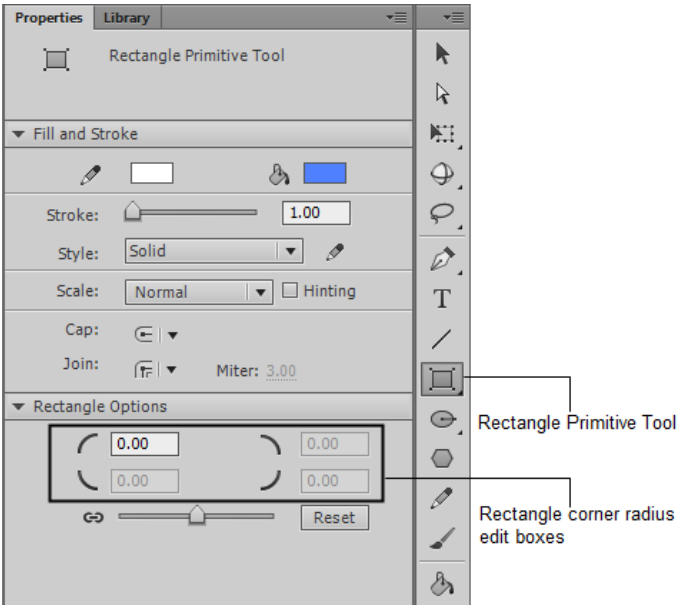 Properties Library
Rectangle Primitive Tool
Fill and Stroke
Stroke: 1.00
Style: Solid
Scale: Normal Hinting
Cap:
Join: Miter: 3.00
Rectangle Options
0.00 0.00
0.00 0.00
Reset
T
Rectangle Primitive Tool
Rectangle corner radius
edit boxes